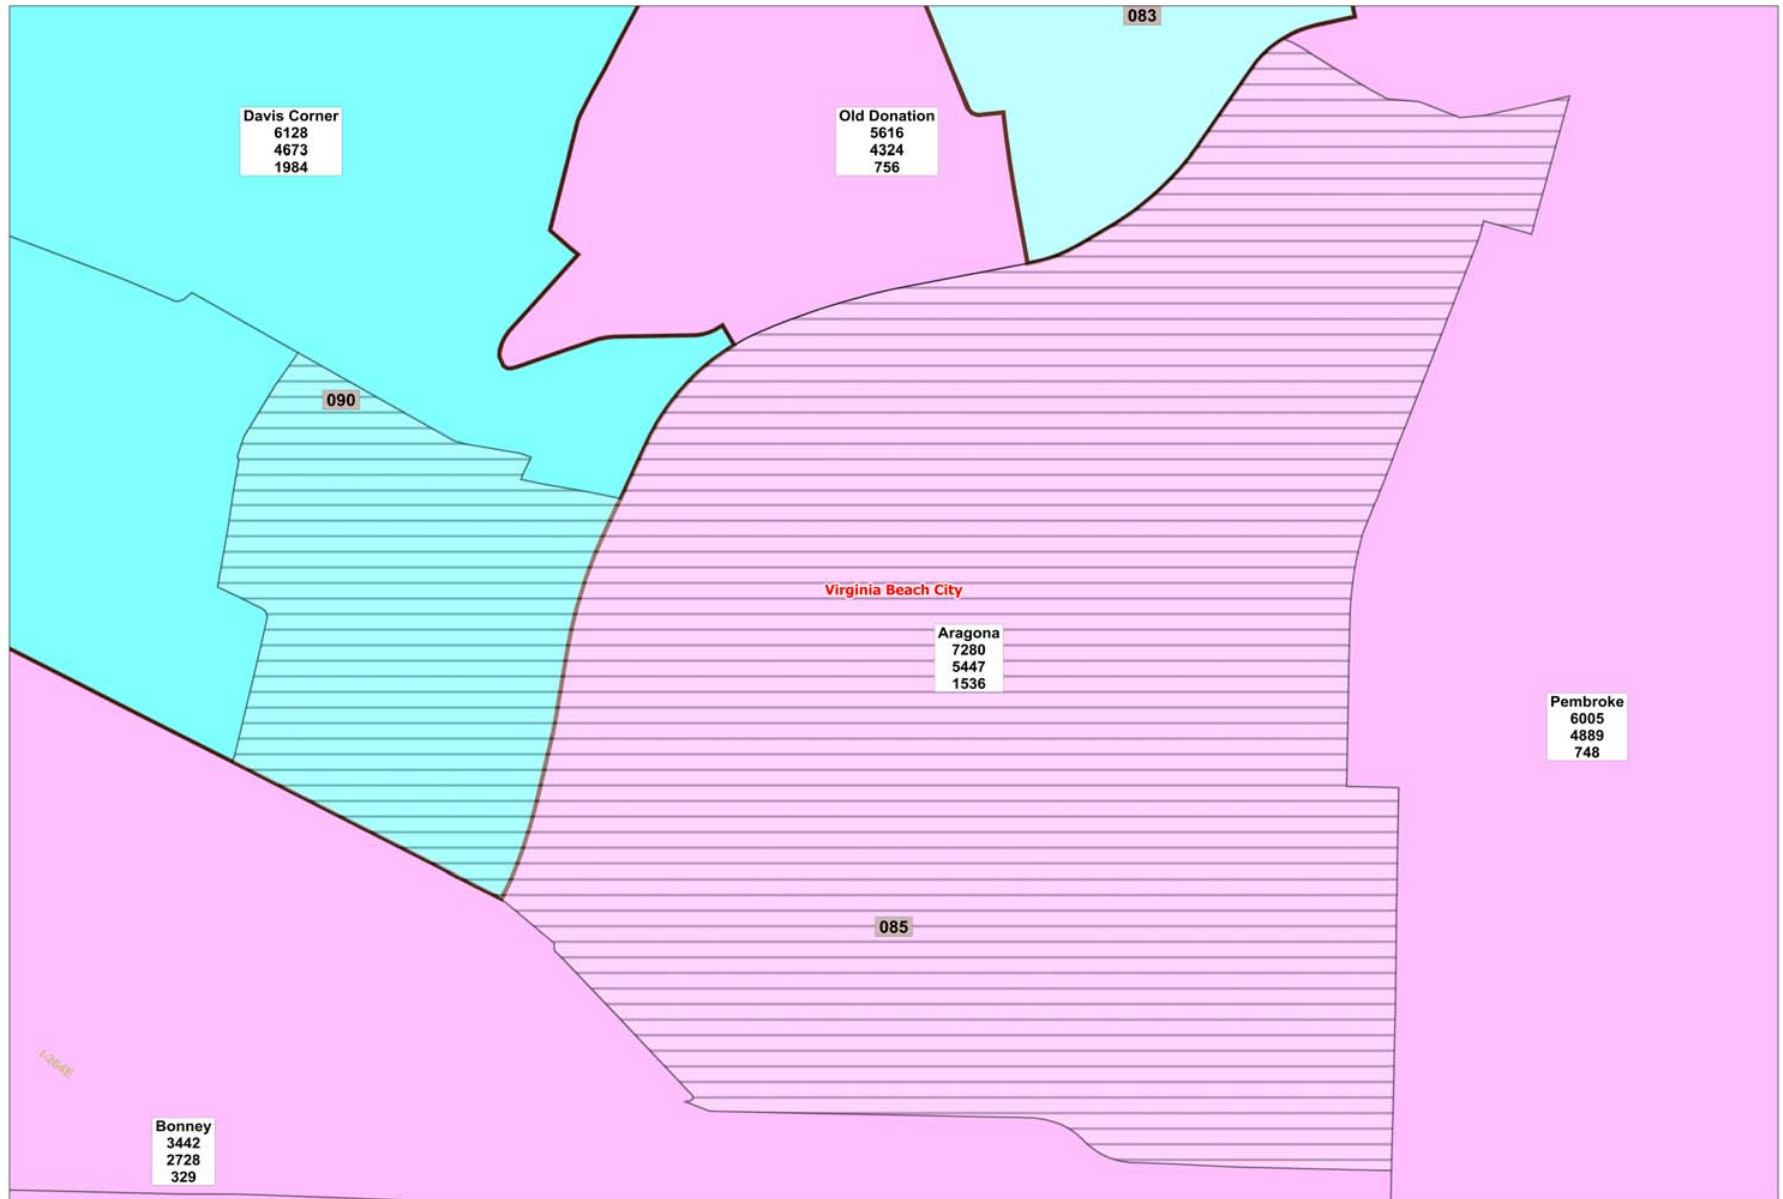 083
Davis Corner
6128
4673
1984
Old Donation
5616
4324
756
090
Virginia Beach City
Aragona
7280
5447
1536
Pembroke
6005
4889
748
085
I-264E
Bonney
3442
2728
329